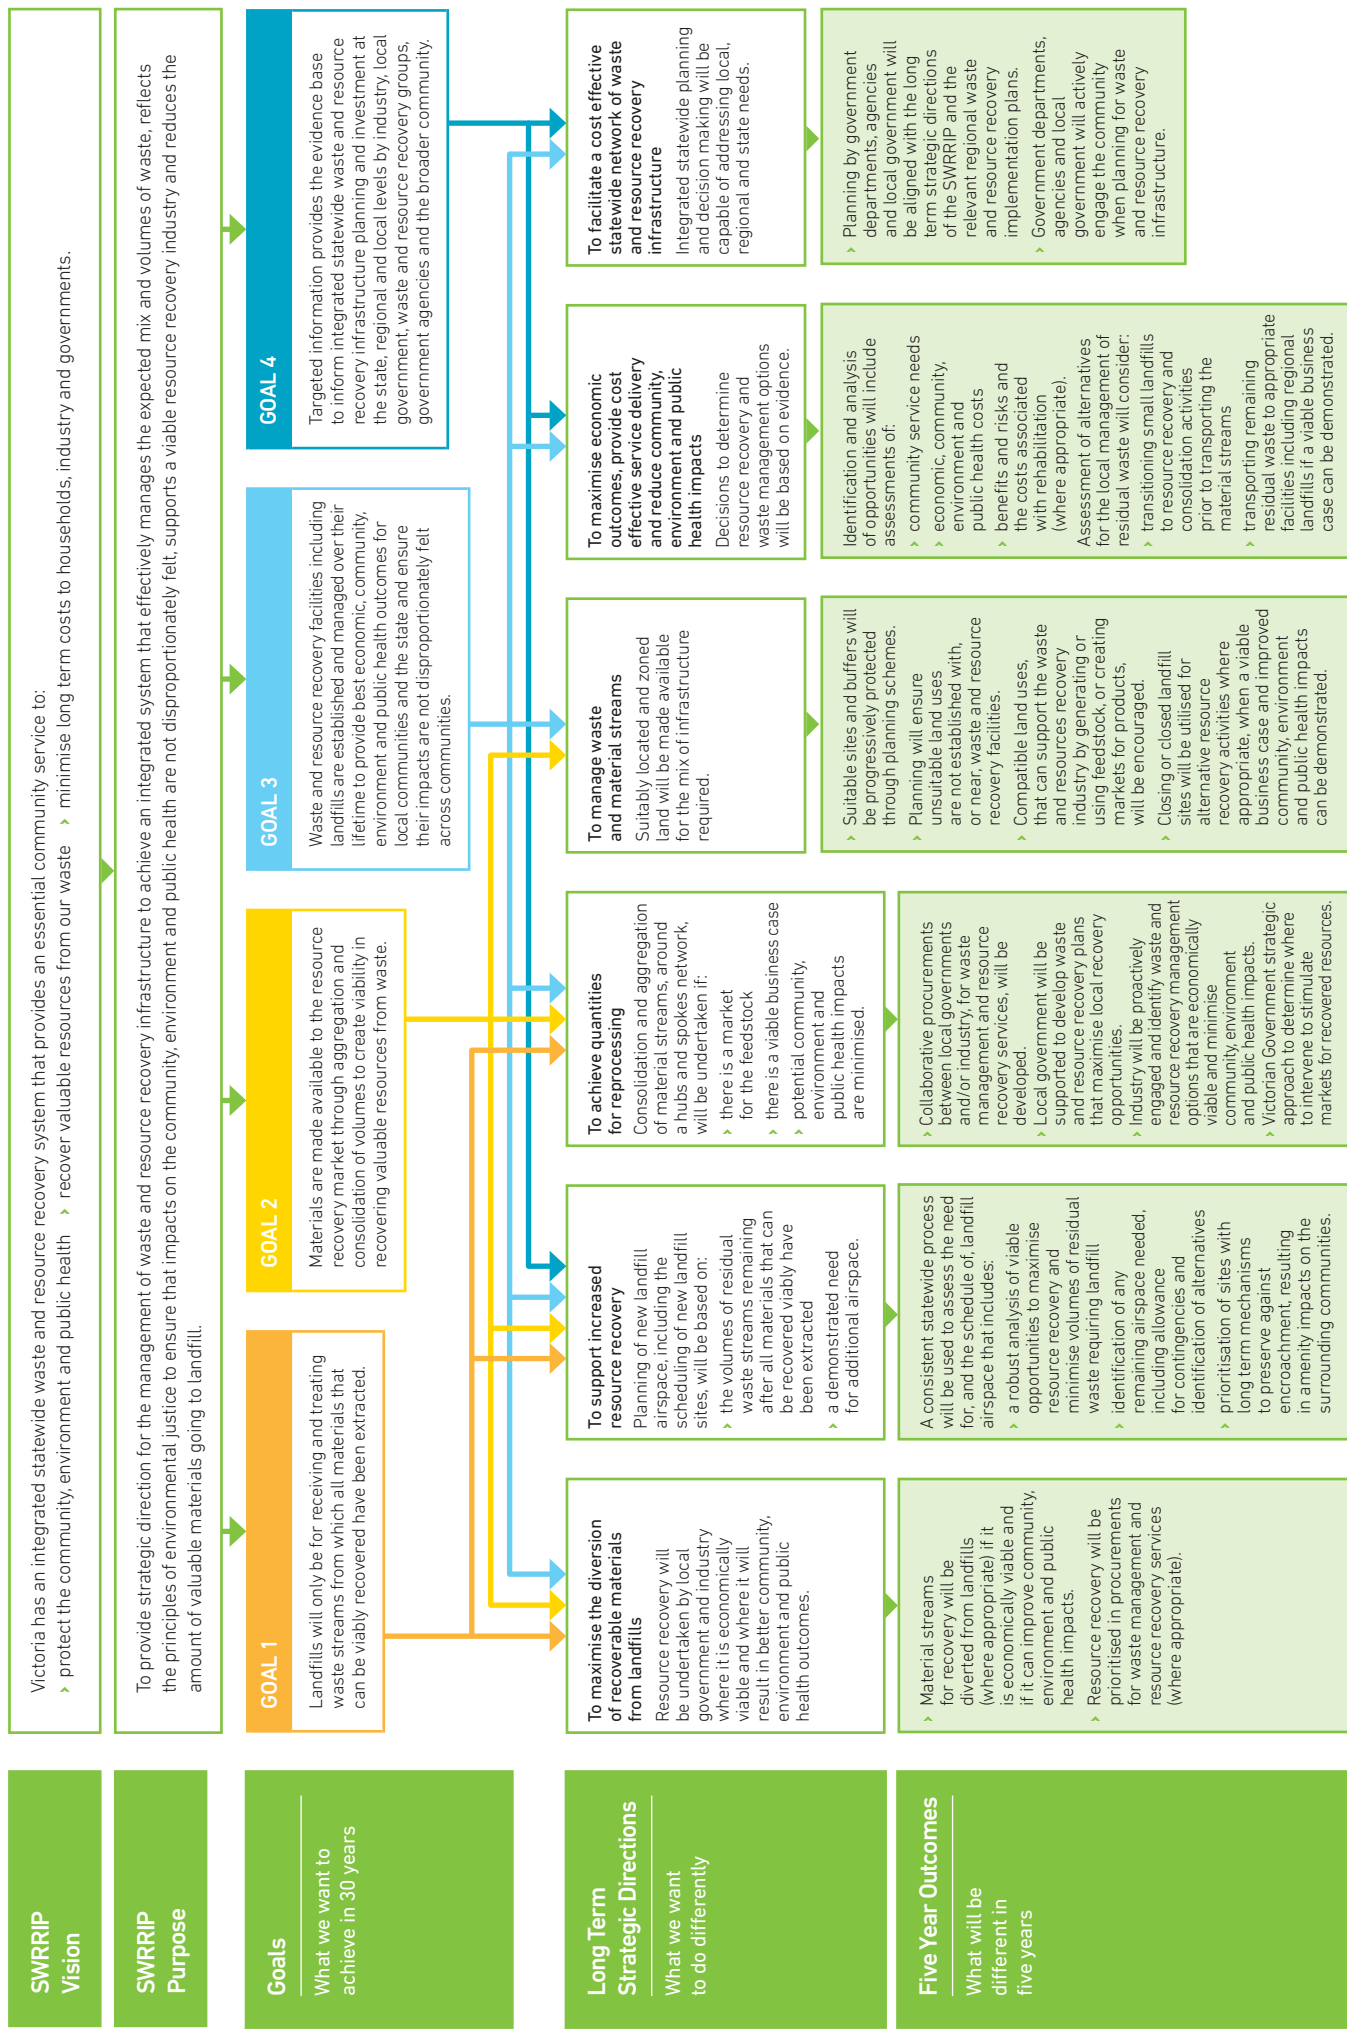 SWRRIP
Vision
Victoria has an integrated statewide waste and resource recovery system that provides an essential community service to:
› protect the community, environment and public health › recover valuable resources from our waste › minimise long term costs to households, industry and governments.
SWRRIP
Purpose
To provide strategic direction for the management of waste and resource recovery infrastructure to achieve an integrated system that effectively manages the expected mix and volumes of waste, reflects
the principles of environmental justice to ensure that impacts on the community, environment and public health are not disproportionately felt, supports a viable resource recovery industry and reduces the
amount of valuable materials going to landfill.
Goals
What we want to
achieve in 30 years
GOAL 1
Landfills will only be for receiving and treating
waste streams from which all materials that
can be viably recovered have been extracted.
GOAL 2
Materials are made available to the resource
recovery market through aggregation and
consolidation of volumes to create viability in
recovering valuable resources from waste.
GOAL 3
Waste and resource recovery facilities including
landfills are established and managed over their
lifetime to provide best economic, community,
environment and public health outcomes for
local communities and the state and ensure
their impacts are not disproportionately felt
across communities.
GOAL 4
Targeted information provides the evidence base
to inform integrated statewide waste and resource
recovery infrastructure planning and investment at
the state, regional and local levels by industry, local
government, waste and resource recovery groups,
government agencies and the broader community.
Long Term
Strategic Directions
What we want
to do differently
To maximise the diversion
of recoverable materials
from landfills
Resource recovery will
be undertaken by local
government and industry
where it is economically
viable and where it will
result in better community,
environment and public
health outcomes.
To support increased
resource recovery
Planning of new landfill
airspace, including the
scheduling of new landfill
sites, will be based on:
› the volumes of residual
waste streams remaining
after all materials that can
be recovered viably have
been extracted
› a demonstrated need
for additional airspace.
To achieve quantities
for reprocessing
Consolidation and aggregation
of material streams, around
a hubs and spokes network,
will be undertaken if:
› there is a market
for the feedstock
› there is a viable business case
› potential community,
environment and
public health impacts
are minimised.
To manage waste
and material streams
Suitably located and zoned
land will be made available
for the mix of infrastructure
required.
To maximise economic
outcomes, provide cost
effective service delivery
and reduce community,
environment and public
health impacts
Decisions to determine
resource recovery and
waste management options
will be based on evidence.
To facilitate a cost effective
statewide network of waste
and resource recovery
infrastructure
Integrated statewide planning
and decision making will be
capable of addressing local,
regional and state needs.
Five Year Outcomes
What will be
different in
five years
› Material streams
for recovery will be
diverted from landfills
(where appropriate) if it
is economically viable and
if it can improve community,
environment and public
health impacts.
› Resource recovery will be
prioritised in procurements
for waste management and
resource recovery services
(where appropriate).
A consistent statewide process
will be used to assess the need
for, and the schedule of, landfill
airspace that includes:
› a robust analysis of viable
opportunities to maximise
resource recovery and
minimise volumes of residual
waste requiring landfill
› identification of any
remaining airspace needed,
including allowance
for contingencies and
identification of alternatives
› prioritisation of sites with
long term mechanisms
to preserve against
encroachment, resulting
in amenity impacts on the
surrounding communities.
› Collaborative procurements
between local governments
and/or industry, for waste
management and resource
recovery services, will be
developed.
› Local government will be
supported to develop waste
and resource recovery plans
that maximise local recovery
opportunities.
› Industry will be proactively
engaged and identify waste and
resource recovery management
options that are economically
viable and minimise
community, environment
and public health impacts.
› Victorian Government strategic
approach to determine where
to intervene to stimulate
markets for recovered resources.
› Suitable sites and buffers will
be progressively protected
through planning schemes.
› Planning will ensure
unsuitable land uses
are not established with,
or near, waste and resource
recovery facilities.
› Compatible land uses,
that can support the waste
and resources recovery
industry by generating or
using feedstock, or creating
markets for products,
will be encouraged.
› Closing or closed landfill
sites will be utilised for
alternative resource
recovery activities where
appropriate, when a viable
business case and improved
community, environment
and public health impacts
can be demonstrated.
Identification and analysis
of opportunities will include
assessments of:
› community service needs
› economic, community,
environment and
public health costs
› benefits and risks and
the costs associated
with rehabilitation
(where appropriate).
Assessment of alternatives
for the local management of
residual waste will consider:
› transitioning small landfills
to resource recovery and
consolidation activities
prior to transporting the
material streams
› transporting remaining
residual waste to appropriate
facilities including regional
landfills if a viable business
case can be demonstrated.
› Planning by government
departments, agencies
and local government will
be aligned with the long
term strategic directions
of the SWRRIP and the
relevant regional waste
and resource recovery
implementation plans.
› Government departments,
agencies and local
government will actively
engage the community
when planning for waste
and resource recovery
infrastructure.